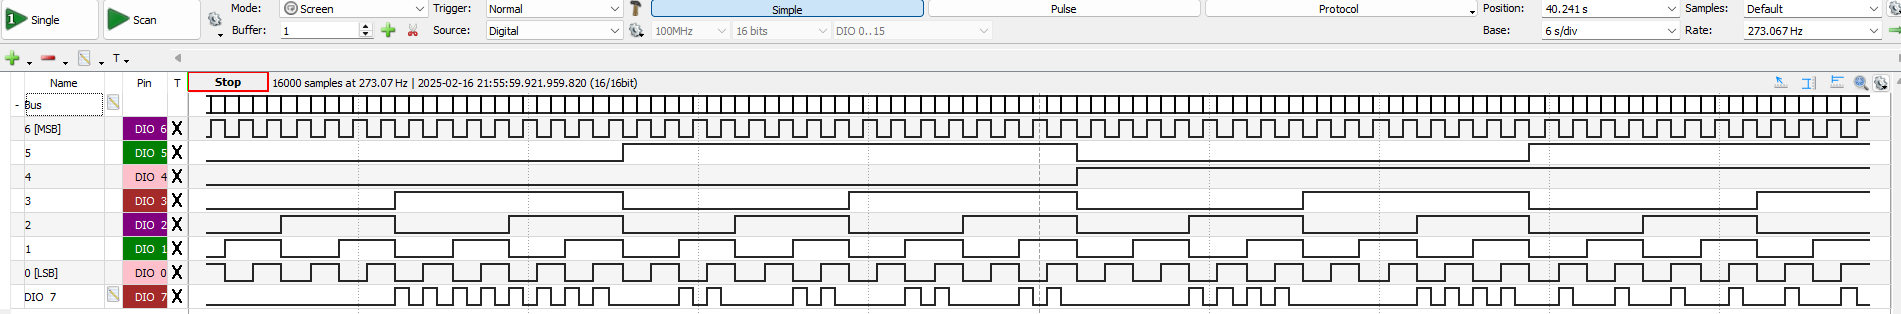 Mode: Screen Trigger: Normal Simple Pulse Protocol Position: 40.241 s Samples: Default
1 Single Scan
Buffer: 1 Source: Digital 100MHz 16 bits DIO 0..15 Base: 6 s/div Rate: 273.067 Hz
T
Name Pin T Stop 16000 samples at 273.07 Hz | 2025-02-16 21:55:59.921.959.820 (16/16bit)
- Bus
6 [MSB] DIO 6 X
5 DIO 5 X
4 DIO 4 X
3 DIO 3 X
2 DIO 2 X
1 DIO 1 X
0 [LSB] DIO 0 X
DIO 7 DIO 7 X